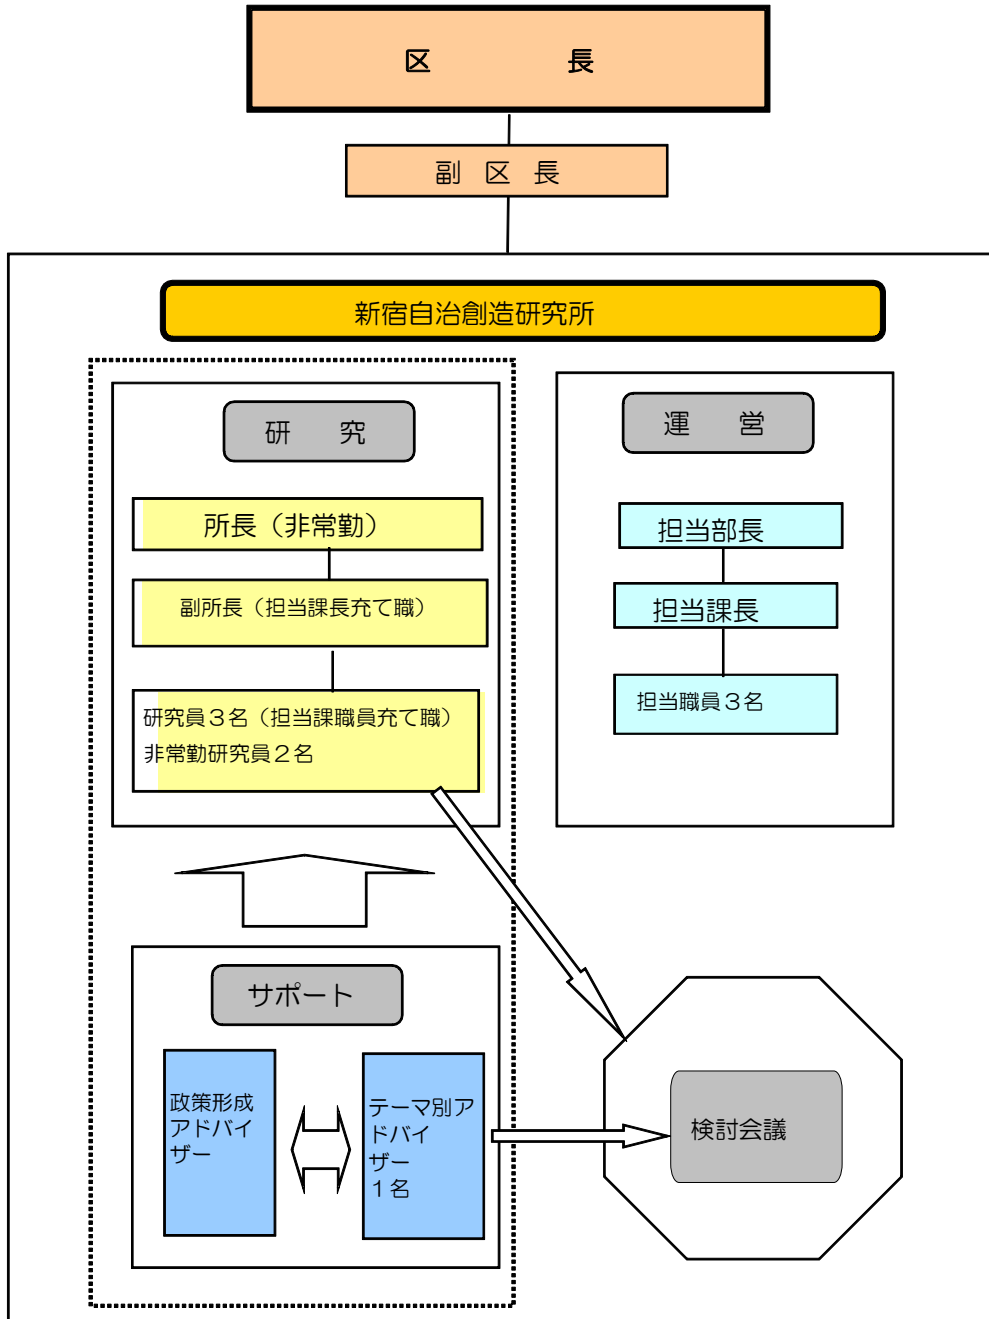 区　長
副 区 長
新宿自治創造研究所
研　究
所長（非常勤）
副所長（担当課長充て職）
研究員３名（担当課職員充て職）
非常勤研究員２名
運　営
担当部長
担当課長
担当職員３名
サポート
政策形成
アドバイ
ザー
テーマ別ア
ドバイ
ザー
１名
検討会議